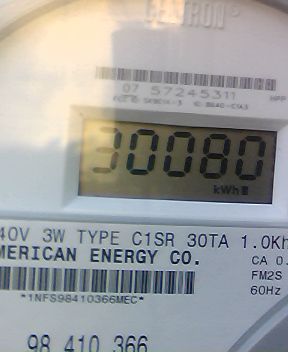 CENTRON®
07 57245311
30080
kWh
40V 3W TYPE C1SR 30TA 1.0Kh
MERICAN ENERGY CO.
CA 0.
*1NFS98410366MEC*
FM2S
60Hz
98 410 366